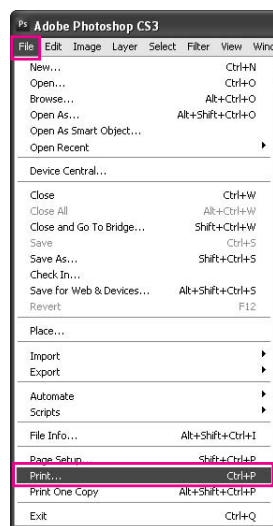 Ps Adobe Photoshop CS3
File Edit Image Layer Select Filter View
New... Ctrl+N
Open... Ctrl+O
Browse... Alt+Ctrl+O
Open As... Alt+Shift+Ctrl+O
Open As Smart Object...
Open Recent
Device Central...
Close Ctrl+W
Close All Alt+Ctrl+W
Close and Go To Bridge... Shift+Ctrl+W
Save Ctrl+S
Save As... Shift+Ctrl+S
Check In...
Save for Web & Devices... Alt+Shift+Ctrl+S
Revert F12
Place...
Import
Export
Automate
Scripts
File Info... Alt+Shift+Ctrl+I
Page Setup... Shift+Ctrl+P
Print... Ctrl+P
Print One Copy Alt+Shift+Ctrl+P
Exit Ctrl+Q